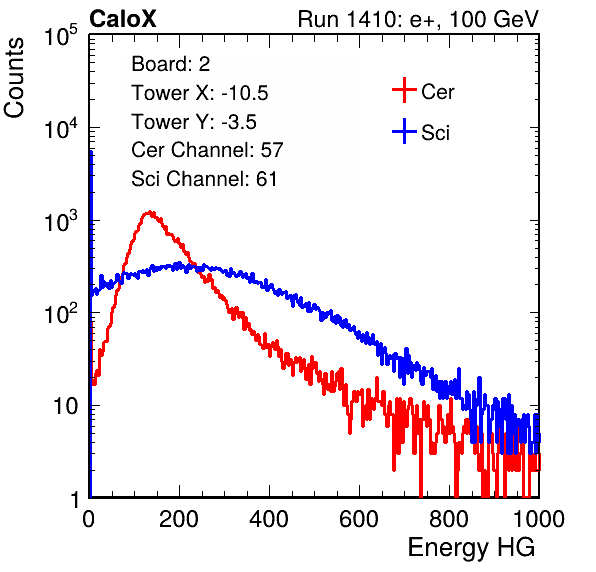 CaloX Run 1410: e+, 100 GeV
Counts
Board: 2
Tower X: -10.5
Tower Y: -3.5
Cer Channel: 57
Sci Channel: 61
Cer
Sci
10^5
10^4
10^3
10^2
10
1
0 200 400 600 800 1000
Energy HG